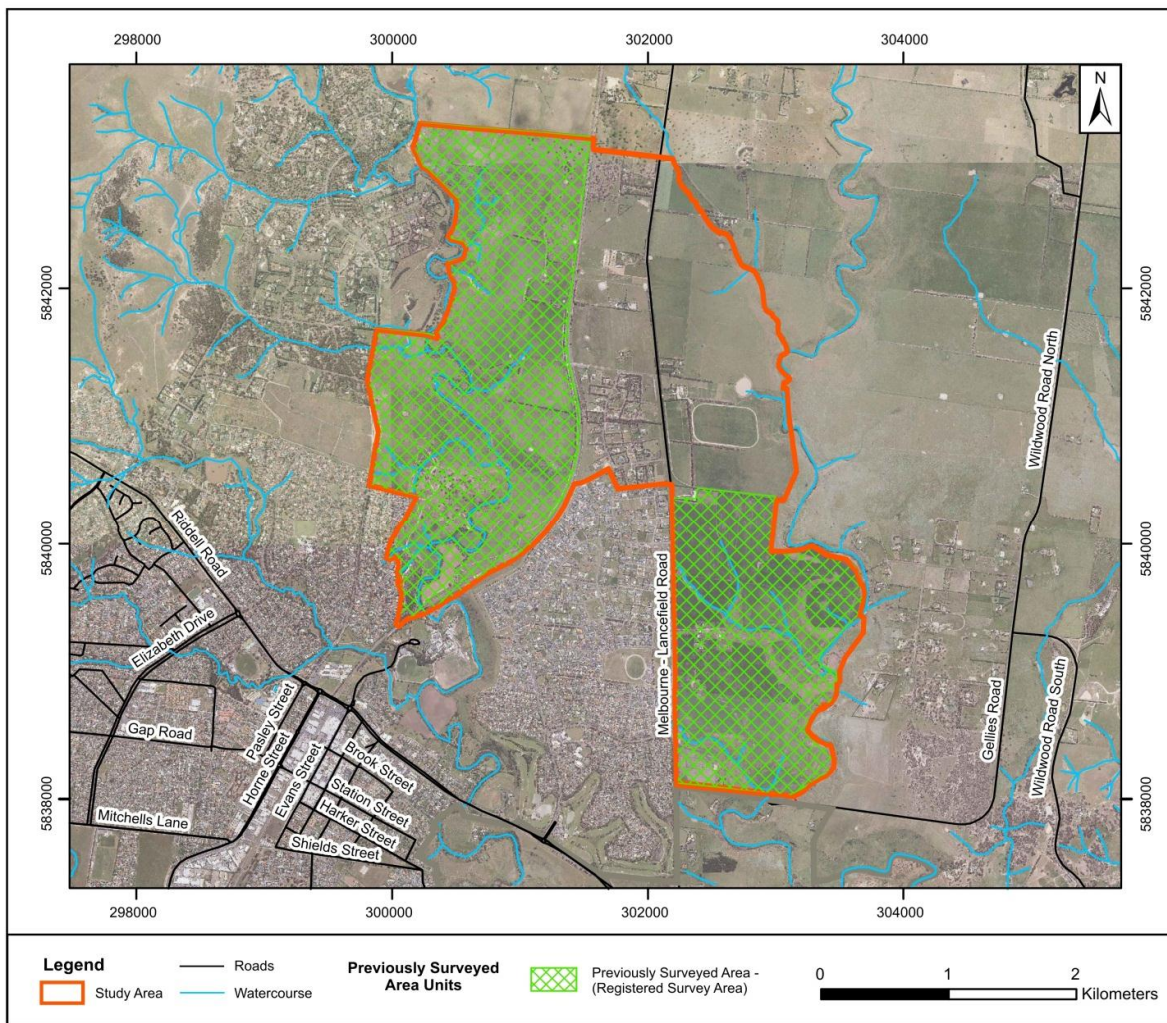 298000
300000
302000
304000
N
5842000
5842000
Wildwood Road North
Riddell Road
5840000
5840000
Elizabeth Drive
Melbourne - Lancefield Road
Pasley Street
Gap Road
Horne Street
Evans Street
Brook Street
Station Street
Harker Street
Shields Street
Mitchells Lane
Gellies Road
Wildwood Road South
5838000
5838000
298000
300000
302000
304000
Legend
Study Area
Roads
Watercourse
Previously Surveyed
Area Units
Previously Surveyed Area -
(Registered Survey Area)
0 1 2
Kilometers